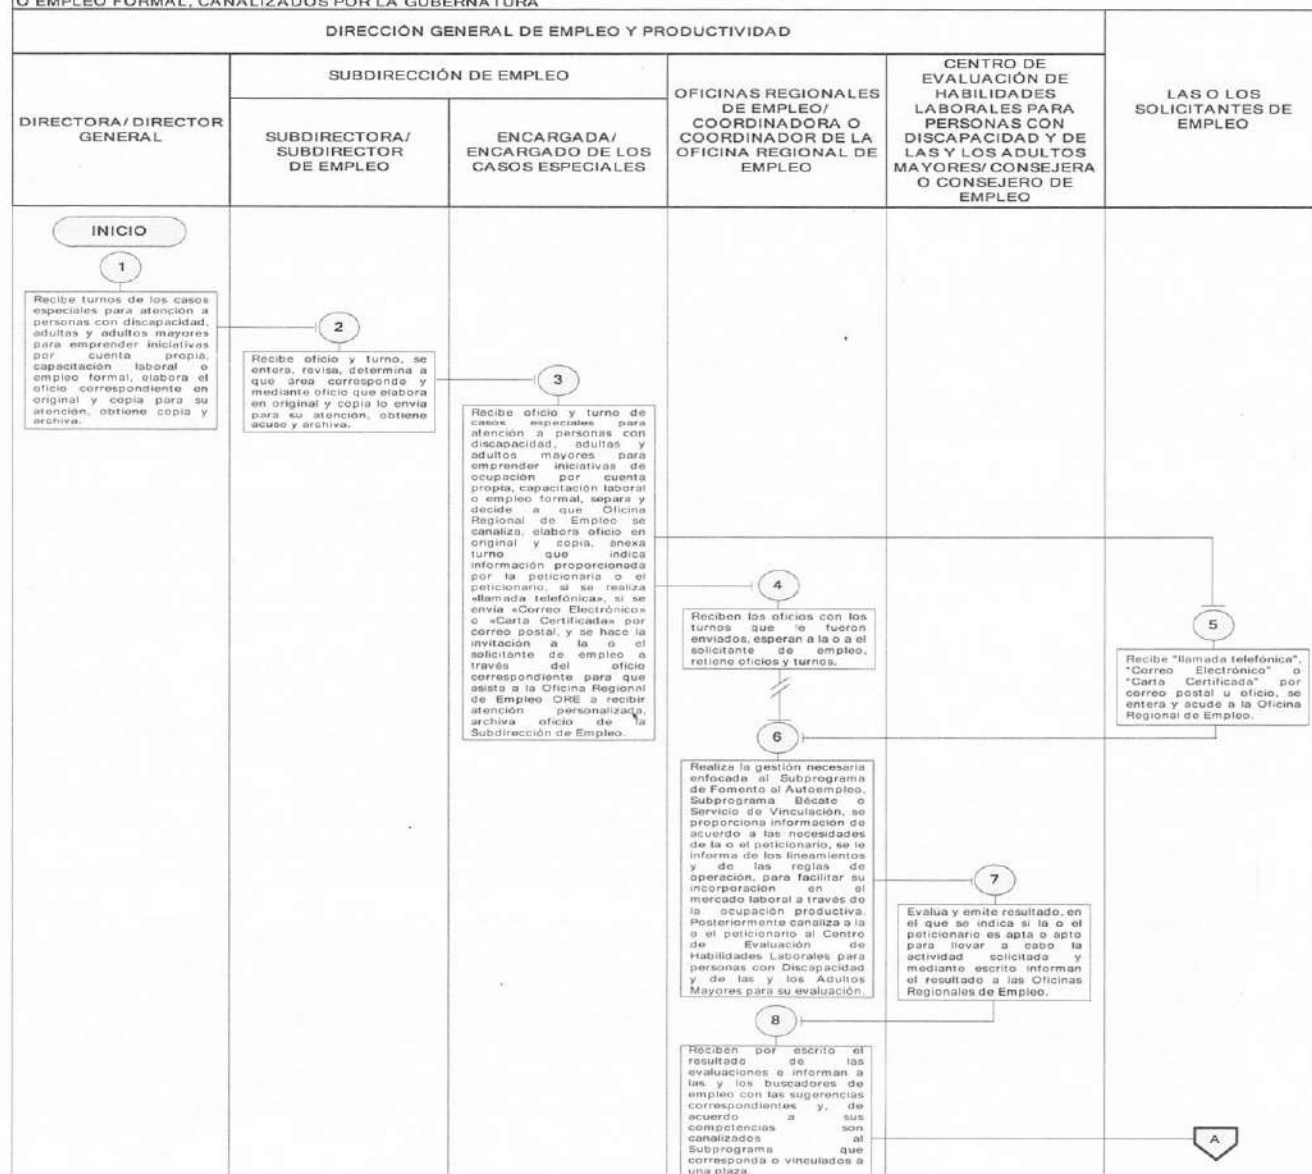 O EMPLEO FORMAL, CANALIZADOS POR LA GUBERNATURA
DIRECCIÓN GENERAL DE EMPLEO Y PRODUCTIVIDAD
DIRECTORA/ DIRECTOR
GENERAL
SUBDIRECCIÓN DE EMPLEO
SUBDIRECTORA/
SUBDIRECTOR
DE EMPLEO
ENCARGADA/
ENCARGADO DE LOS
CASOS ESPECIALES
OFICINAS REGIONALES
DE EMPLEO/
COORDINADORA O
COORDINADOR DE LA
OFICINA REGIONAL DE
EMPLEO
CENTRO DE
EVALUACIÓN DE
HABILIDADES
LABORALES PARA
PERSONAS CON
DISCAPACIDAD Y DE
LAS Y LOS ADULTOS
MAYORES/ CONSEJERA
O CONSEJERO DE
EMPLEO
LAS O LOS
SOLICITANTES DE
EMPLEO
INICIO
1
Recibe turnos de los casos
especiales para atención a
personas con discapacidad,
adultas y adultos mayores
para emprender iniciativas
por cuenta propia,
capacitación laboral o
empleo formal, elabora el
oficio correspondiente en
original y copia para su
atención, obtiene copia y
archiva.
2
Recibe oficio y turno, se
entera, revisa, determina a
que área corresponde y
mediante oficio que elabora
en original y copia lo envía
para su atención, obtiene
acuso y archiva.
3
Recibe oficio y turno de
casos especiales para
atención a personas con
discapacidad, adultas y
adultos mayores para
emprender iniciativas de
ocupación por cuenta
propia, capacitación laboral
o empleo formal, separa y
decide a que Oficina
Regional de Empleo se
canaliza, elabora oficio en
original y copia, anexa
turno que indica
información proporcionada
por la peticionaria o el
peticionario, si se realiza
«llamada telefónica», si se
envía «Correo Electrónico»
o «Carta Certificada» por
correo postal, y se hace la
invitación a la o el
solicitante de empleo a
través del oficio
correspondiente para que
asista a la Oficina Regional
de Empleo ORE a recibir
atención personalizada,
archiva oficio de la
Subdirección de Empleo.
4
Reciben los oficios con los
turnos que le fueron
enviados, esperan a la o a el
solicitante de empleo,
retiene oficios y turnos.
5
Recibe "llamada telefónica",
"Correo Electrónico" o
"Carta Certificada" por
correo postal u oficio, se
entera y acude a la Oficina
Regional de Empleo.
6
Realiza la gestión necesaria
enfocada al Subprograma
de Fomento al Autoempleo,
Subprograma Bécate o
Servicio de Vinculación, se
proporciona información de
acuerdo a las necesidades
de la o el peticionario, se le
informa de los lineamientos
y de las reglas de
operación, para facilitar su
incorporación en el
mercado laboral a través de
la ocupación productiva.
Posteriormente canaliza a la
o el peticionario al Centro
de Evaluación de
Habilidades Laborales para
personas con Discapacidad
y de las y los Adultos
Mayores para su evaluación.
7
Evalúa y emite resultado, en
el que se indica si la o el
peticionario es apta o apto
para llevar a cabo la
actividad solicitada y
mediante escrito informan
el resultado a las Oficinas
Regionales de Empleo.
8
Reciben por escrito el
resultado de las
evaluaciones e informan a
las y los buscadores de
empleo con las sugerencias
correspondientes y, de
acuerdo a sus
competencias son
canalizados al
Subprograma que
corresponda o vinculados a
una plaza.
A